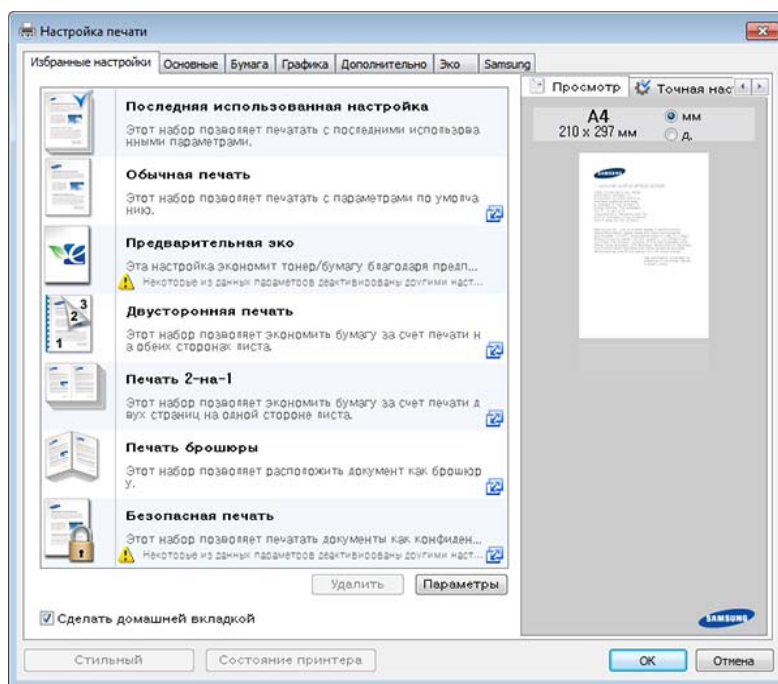 Настройка печати
Избранные настройки Основные Бумага Графика Дополнительно Эко Samsung
Просмотр Точная нас
A4
210 x 297 мм
мм
д.
SAMSUNG
Последняя использованная настройка
Этот набор позволяет печатать с последними использова
нными параметрами.
Обычная печать
Этот набор позволяет печатать с параметрами по умолча
нию.
Предварительная эко
Эта настройка экономит тонер/бумагу благодаря предп...
Некоторые из данных параметров деактивированы другими наст...
3
2
1
Двусторонняя печать
Этот набор позволяет экономить бумагу за счет печати н
а обеих сторонах листа.
Печать 2-на-1
Этот набор позволяет экономить бумагу за счет печати д
вух страниц на одной стороне листа.
Печать брошюры
Этот набор позволяет расположить документ как брошюр
у.
Безопасная печать
Этот набор позволяет печатать документы как конфиден...
Некоторые из данных параметров деактивированы другими наст...
Удалить Параметры
Сделать домашней вкладкой
SAMSUNG
Стильный Состояние принтера OK Отмена